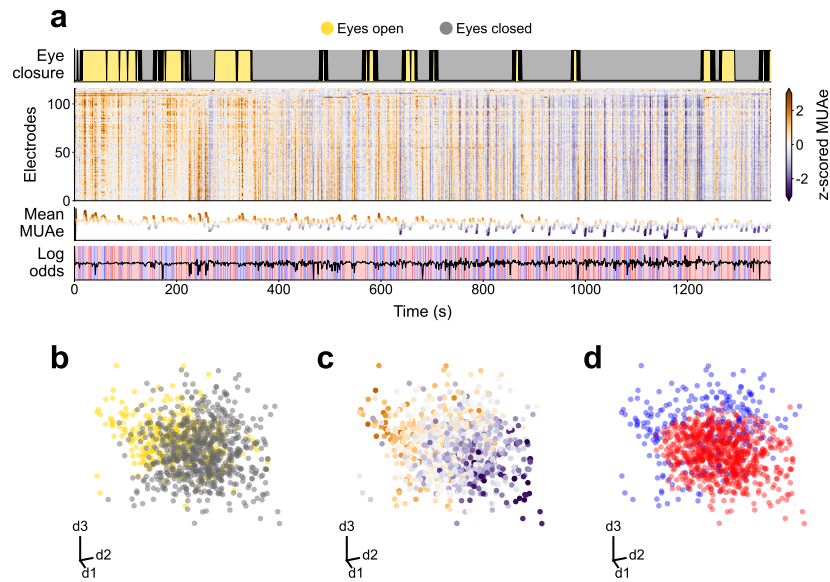 a
Eyes open Eyes closed
Eye
closure
Electrodes
100
50
0
2
0
-2
z-scored MUAe
Mean
MUAe
Log
odds
0 200 400 600 800 1000 1200
Time (s)
b c d
d3 d3 d3
d2 d2 d2
d1 d1 d1